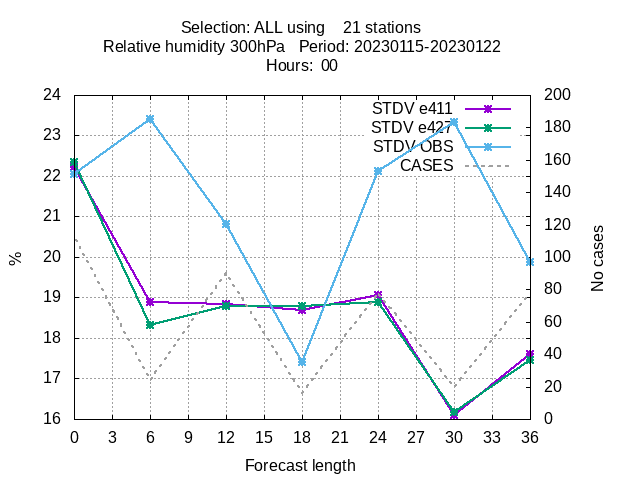 Selection: ALL using    21 stations
Relative humidity 300hPa   Period: 20230115-20230122
Hours: 00
STDV e411
STDV e427
STDV OBS
CASES
24
23
22
21
20
19
18
17
16
200
180
160
140
120
100
80
60
40
20
0
%
No cases
0 3 6 9 12 15 18 21 24 27 30 33 36
Forecast length